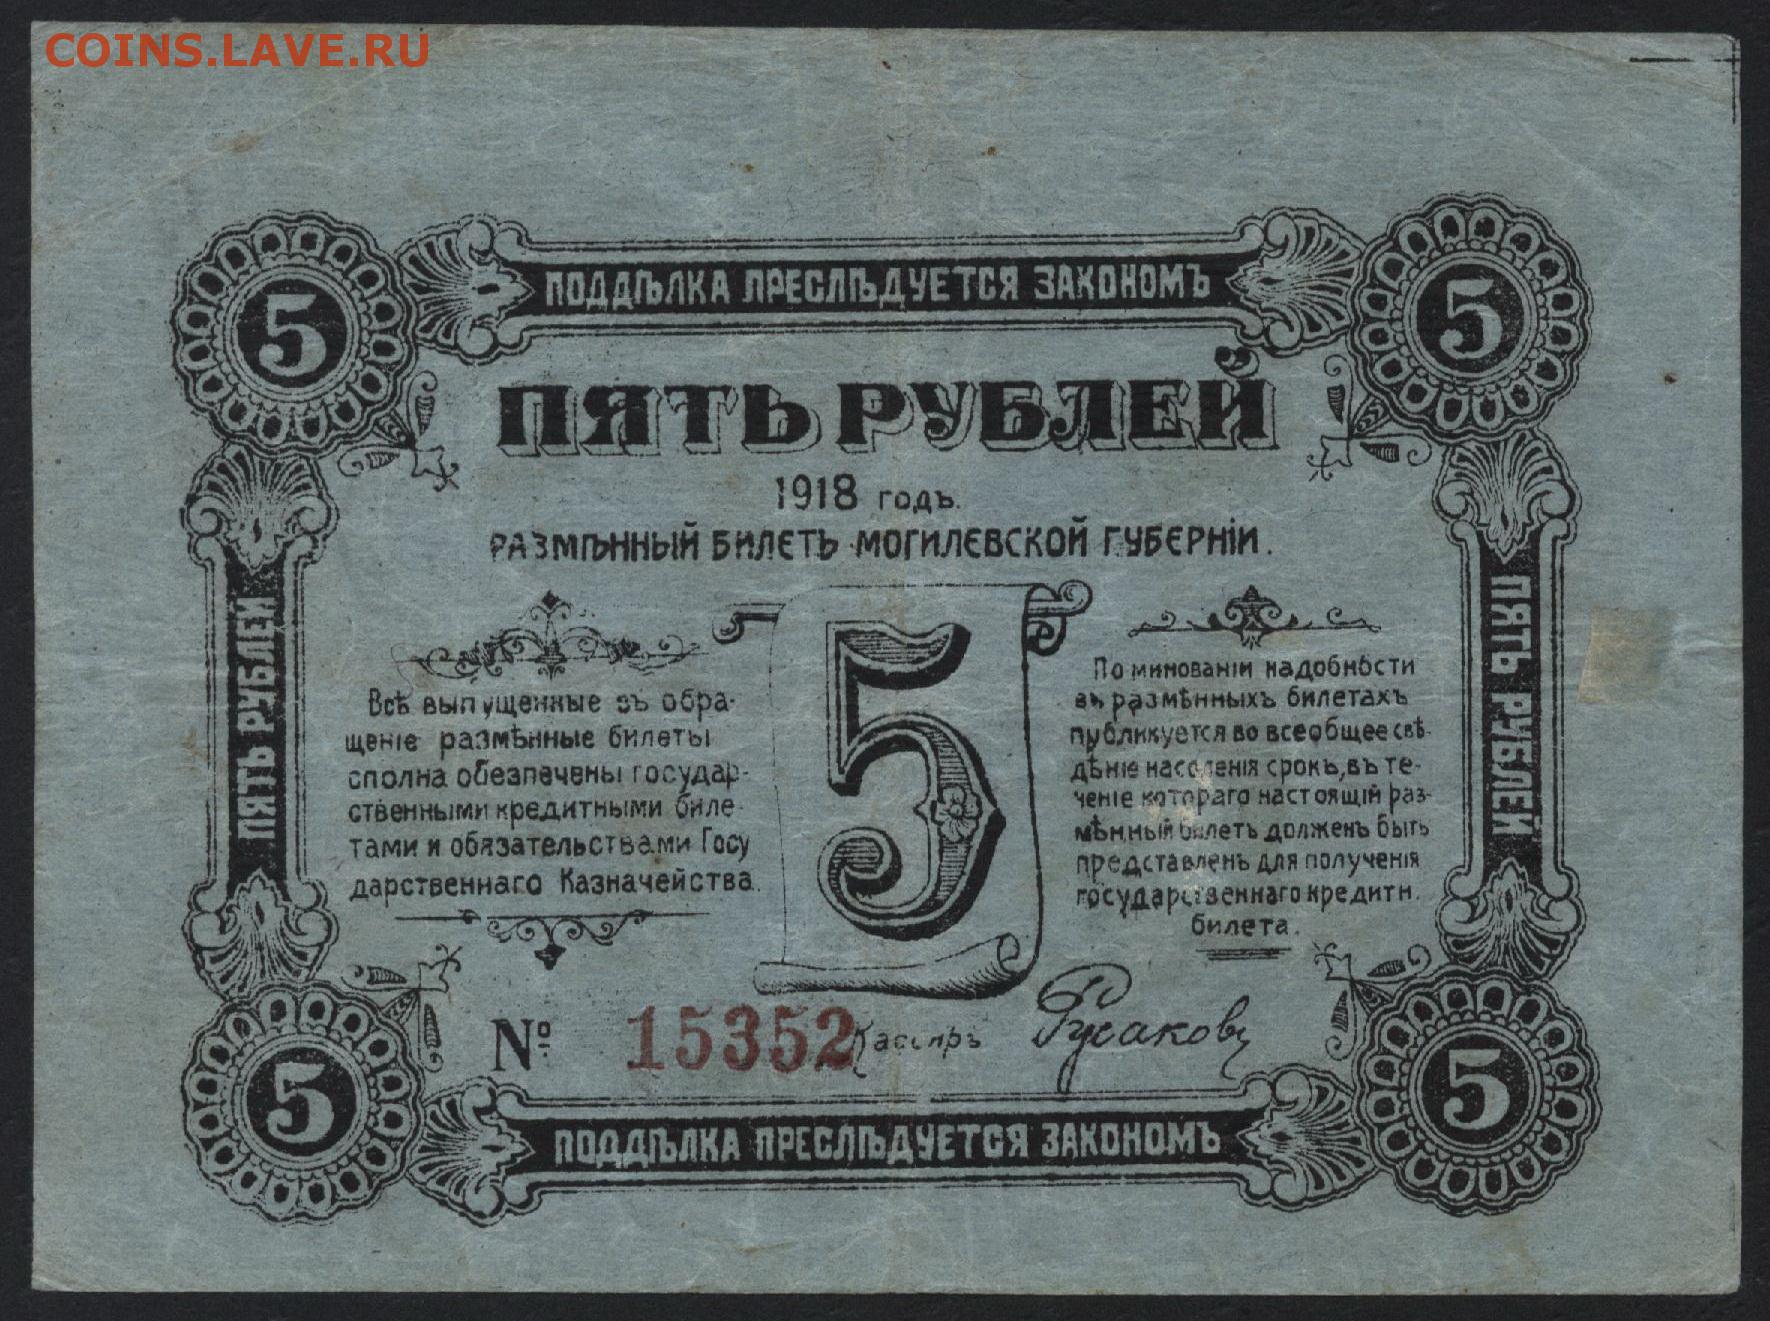 COINS.LAVE.RU
5
ПОДДѢЛКА ПРЕСЛѢДУЕТСЯ ЗАКОНОМЪ
5
ПЯТЬ РУБЛЕЙ
1918 годъ.
РАЗМѢННЫЙ БИЛЕТЪ МОГИЛЕВСКОЙ ГУБЕРНІИ.
ПЯТЬ РУБЛЕЙ
Всѣ выпущенные въ обра-
щеніе размѣнные билеты
сполна обезпечены государ-
ственными кредитными биле-
тами и обязательствами Госу
дарственнаго Казначейства.
5
По минованіи надобности
въ размѣнныхъ билетахъ
публикуется во всеобщее свѣ-
дѣніе населенія срокъ, въ те-
ченіе котораго настоящій раз-
мѣнный билетъ долженъ быть
представленъ для полученія
государственнаго кредитн.
билета.
ПЯТЬ РУБЛЕЙ
№ 15352
Кассиръ Русаковъ
5
ПОДДѢЛКА ПРЕСЛѢДУЕТСЯ ЗАКОНОМЪ
5